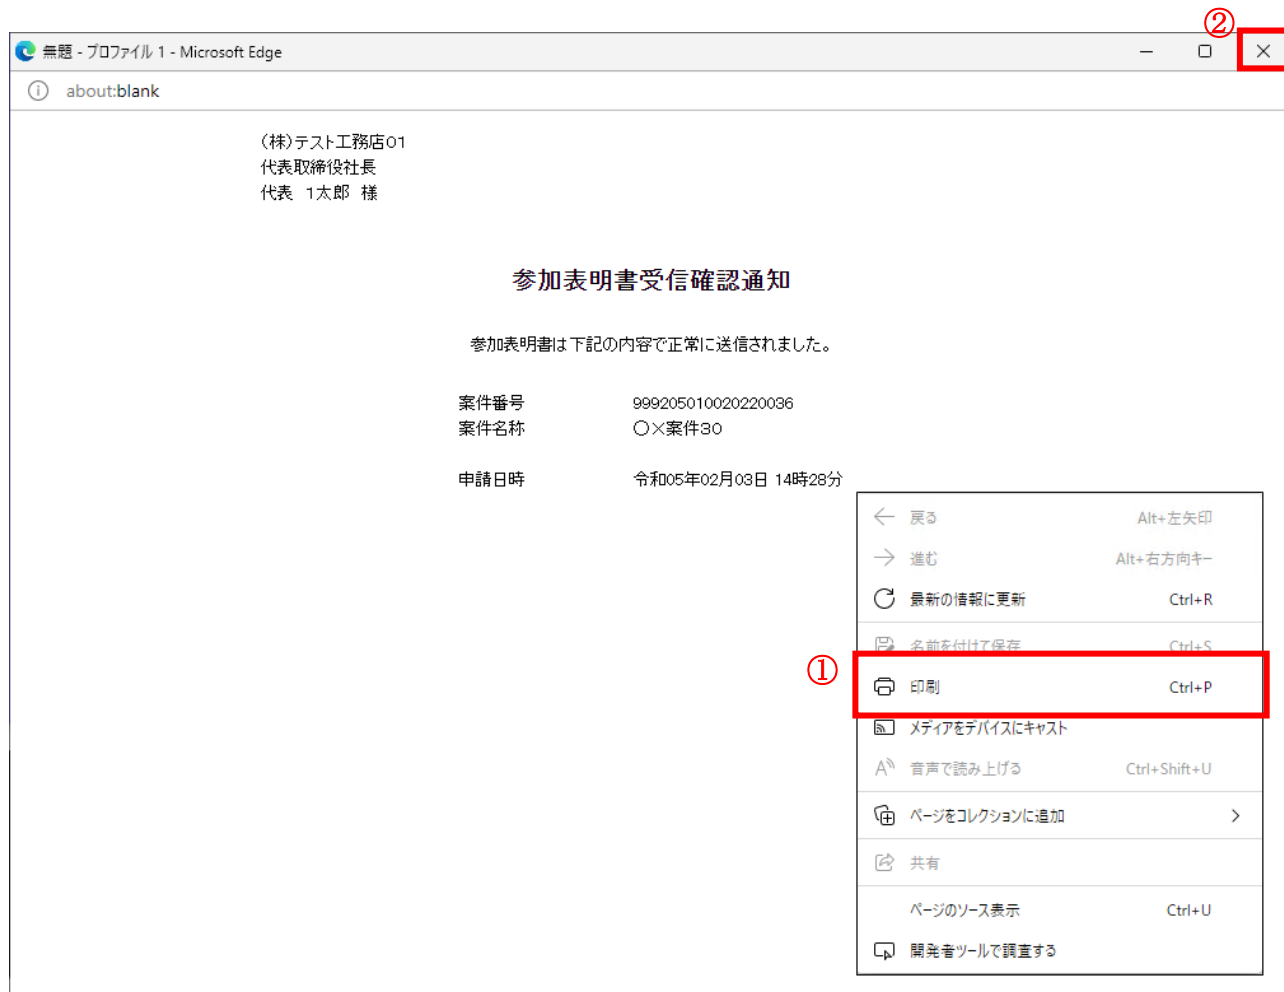 ②
無題 - プロファイル 1 - Microsoft Edge
about:blank
(株)テスト工務店01
代表取締役社長
代表 1太郎 様
参加表明書受信確認通知
参加表明書は下記の内容で正常に送信されました。
案件番号 999205010020220036
案件名称 〇×案件30
申請日時 令和05年02月03日 14時28分
戻る Alt+左矢印
進む Alt+右方向キー
最新の情報に更新 Ctrl+R
名前を付けて保存 Ctrl+S
①
印刷 Ctrl+P
メディアをデバイスにキャスト
音声で読み上げる Ctrl+Shift+U
ページをコレクションに追加
共有
ページのソース表示 Ctrl+U
開発者ツールで調査する